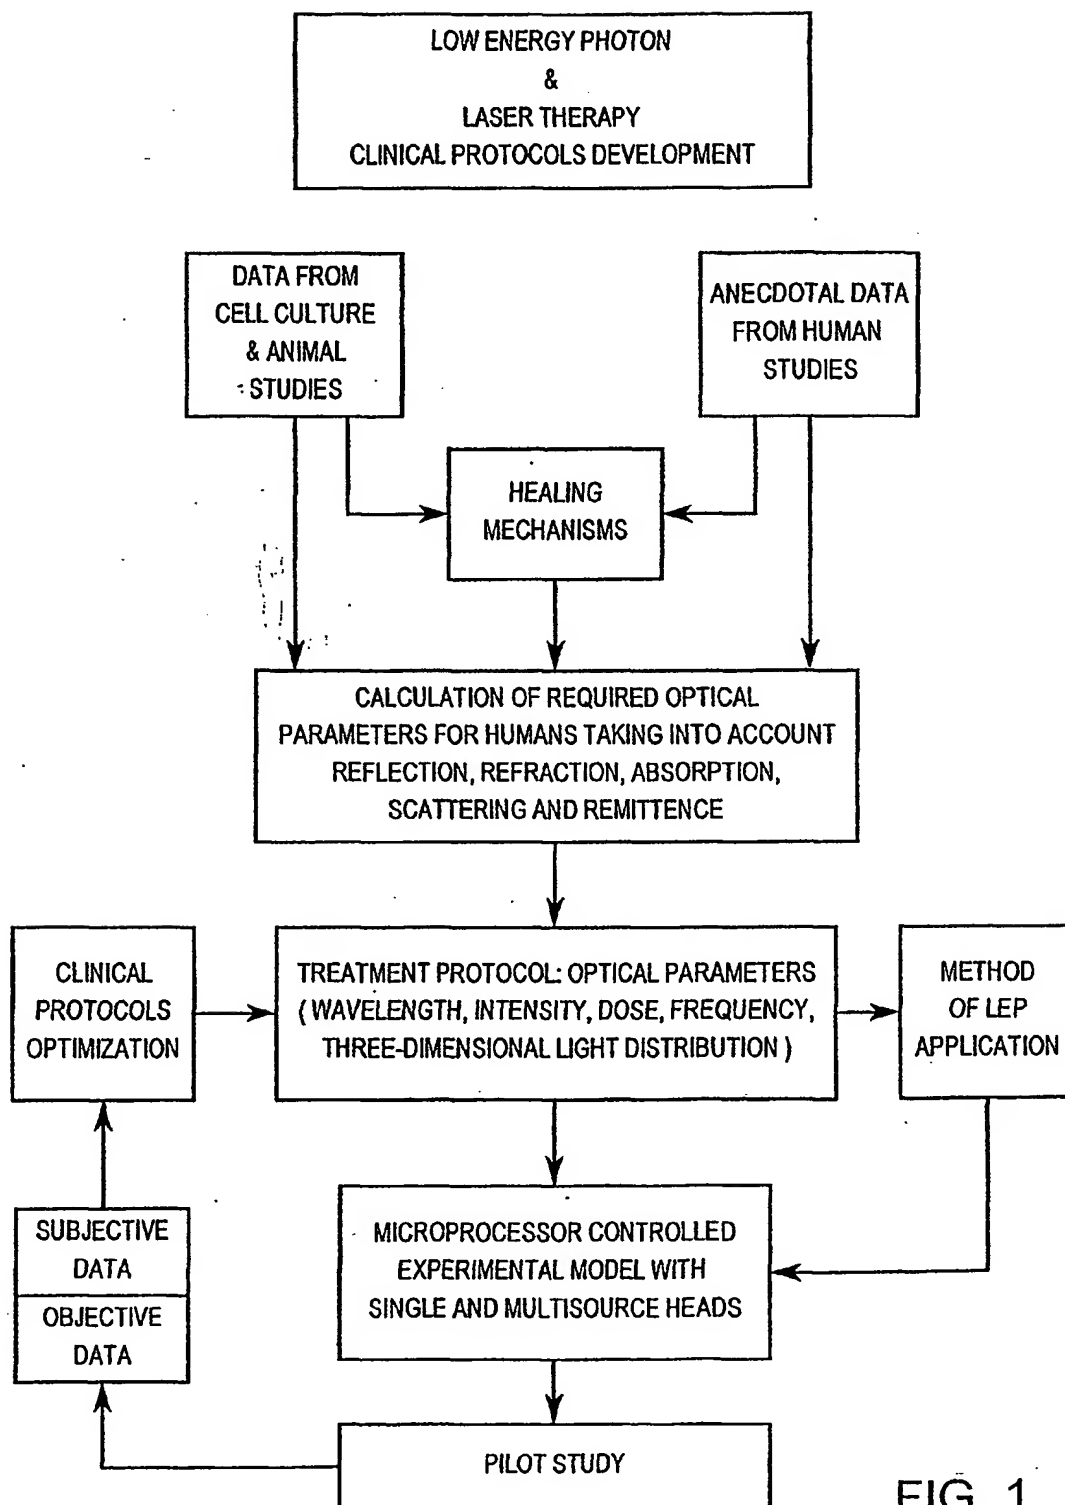 LOW ENERGY PHOTON
&
LASER THERAPY
CLINICAL PROTOCOLS DEVELOPMENT
DATA FROM
CELL CULTURE
& ANIMAL
STUDIES
ANECDOTAL DATA
FROM HUMAN
STUDIES
HEALING
MECHANISMS
CALCULATION OF REQUIRED OPTICAL
PARAMETERS FOR HUMANS TAKING INTO ACCOUNT
REFLECTION, REFRACTION, ABSORPTION,
SCATTERING AND REMITTENCE
CLINICAL
PROTOCOLS
OPTIMIZATION
TREATMENT PROTOCOL: OPTICAL PARAMETERS
( WAVELENGTH, INTENSITY, DOSE, FREQUENCY,
THREE-DIMENSIONAL LIGHT DISTRIBUTION )
METHOD
OF LEP
APPLICATION
SUBJECTIVE
DATA
OBJECTIVE
DATA
MICROPROCESSOR CONTROLLED
EXPERIMENTAL MODEL WITH
SINGLE AND MULTISOURCE HEADS
PILOT STUDY
FIG. 1